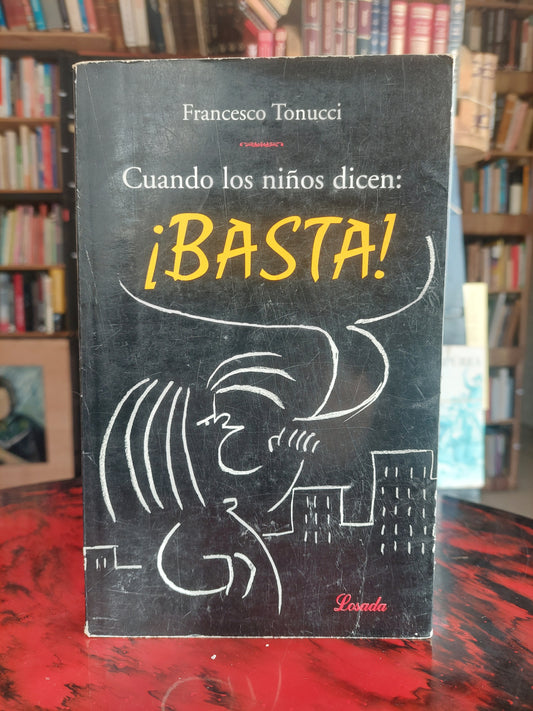 Francesco Tonucci
Cuando los niños dicen:
¡BASTA!
Losada